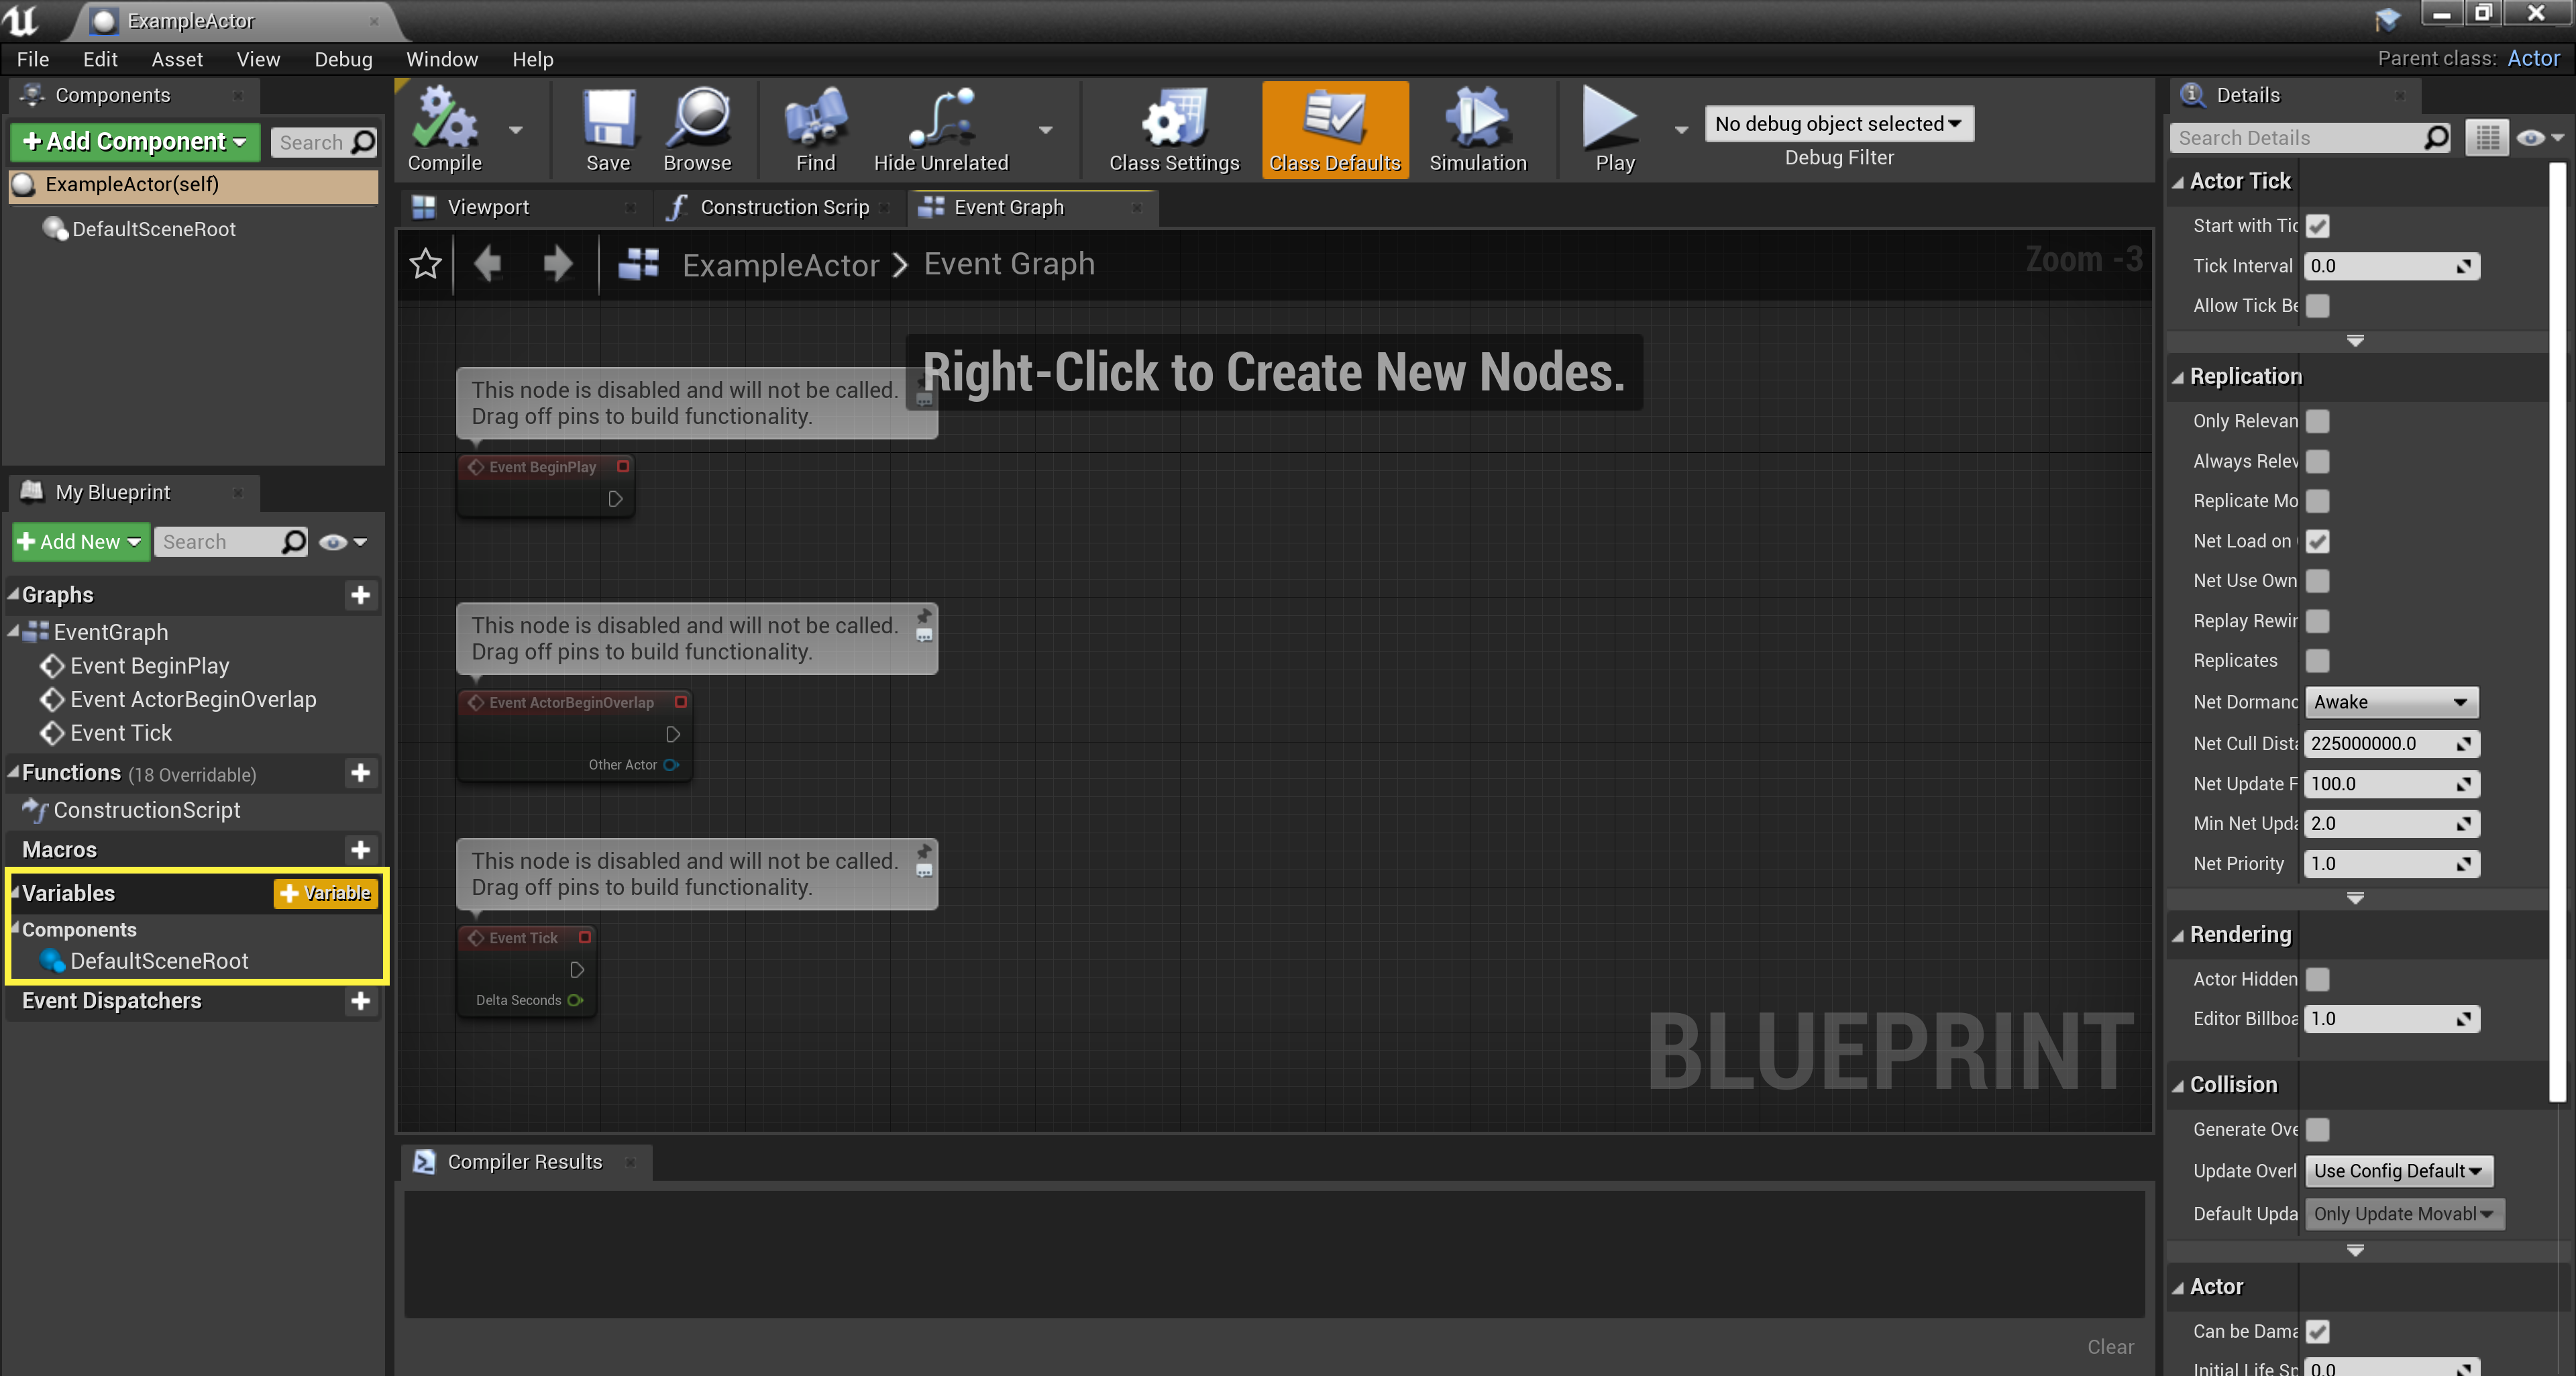 ExampleActor
File Edit Asset View Debug Window Help
Parent class: Actor
Components
Add Component
Search
ExampleActor(self)
DefaultSceneRoot
My Blueprint
Add New
Search
Graphs
EventGraph
Event BeginPlay
Event ActorBeginOverlap
Event Tick
Functions (18 Overridable)
ConstructionScript
Macros
Variables
Variable
Components
DefaultSceneRoot
Event Dispatchers
Compile
Save
Browse
Find
Hide Unrelated
Class Settings
Class Defaults
Simulation
Play
No debug object selected
Debug Filter
Viewport
Construction Scrip
Event Graph
ExampleActor > Event Graph
Zoom -3
Right-Click to Create New Nodes.
This node is disabled and will not be called.
Drag off pins to build functionality.
Event BeginPlay
This node is disabled and will not be called.
Drag off pins to build functionality.
Event ActorBeginOverlap
Other Actor
This node is disabled and will not be called.
Drag off pins to build functionality.
Event Tick
Delta Seconds
BLUEPRINT
Compiler Results
Clear
Details
Search Details
Actor Tick
Start with Tic
Tick Interval 0.0
Allow Tick Be
Replication
Only Relevan
Always Relev
Replicate Mo
Net Load on
Net Use Own
Replay Rewin
Replicates
Net Dormanc Awake
Net Cull Dista 225000000.0
Net Update F 100.0
Min Net Upda 2.0
Net Priority 1.0
Rendering
Actor Hidden
Editor Billboa 1.0
Collision
Generate Ove
Update Overl Use Config Default
Default Upda Only Update Movabl
Actor
Can be Dama
Initial Life Sp 0.0